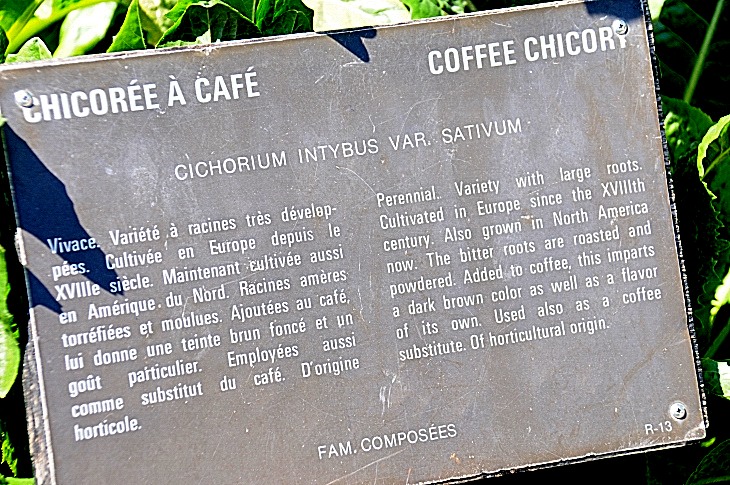 CHICORÉE À CAFÉ
COFFEE CHICORY
CICHORIUM INTYBUS VAR. SATIVUM
Vivace. Variété à racines très dévelop-
pées. Cultivée en Europe depuis le
XVIIIe siècle. Maintenant cultivée aussi
en Amérique du Nord. Racines amères
torréfiées et moulues. Ajoutées au café,
lui donne une teinte brun foncé et un
goût particulier. Employées aussi
comme substitut du café. D'origine
horticole.
Perennial. Variety with large roots.
Cultivated in Europe since the XVIIIth
century. Also grown in North America
now. The bitter roots are roasted and
powdered. Added to coffee, this imparts
a dark brown color as well as a flavor
of its own. Used also as a coffee
substitute. Of horticultural origin.
FAM. COMPOSÉES
R-13